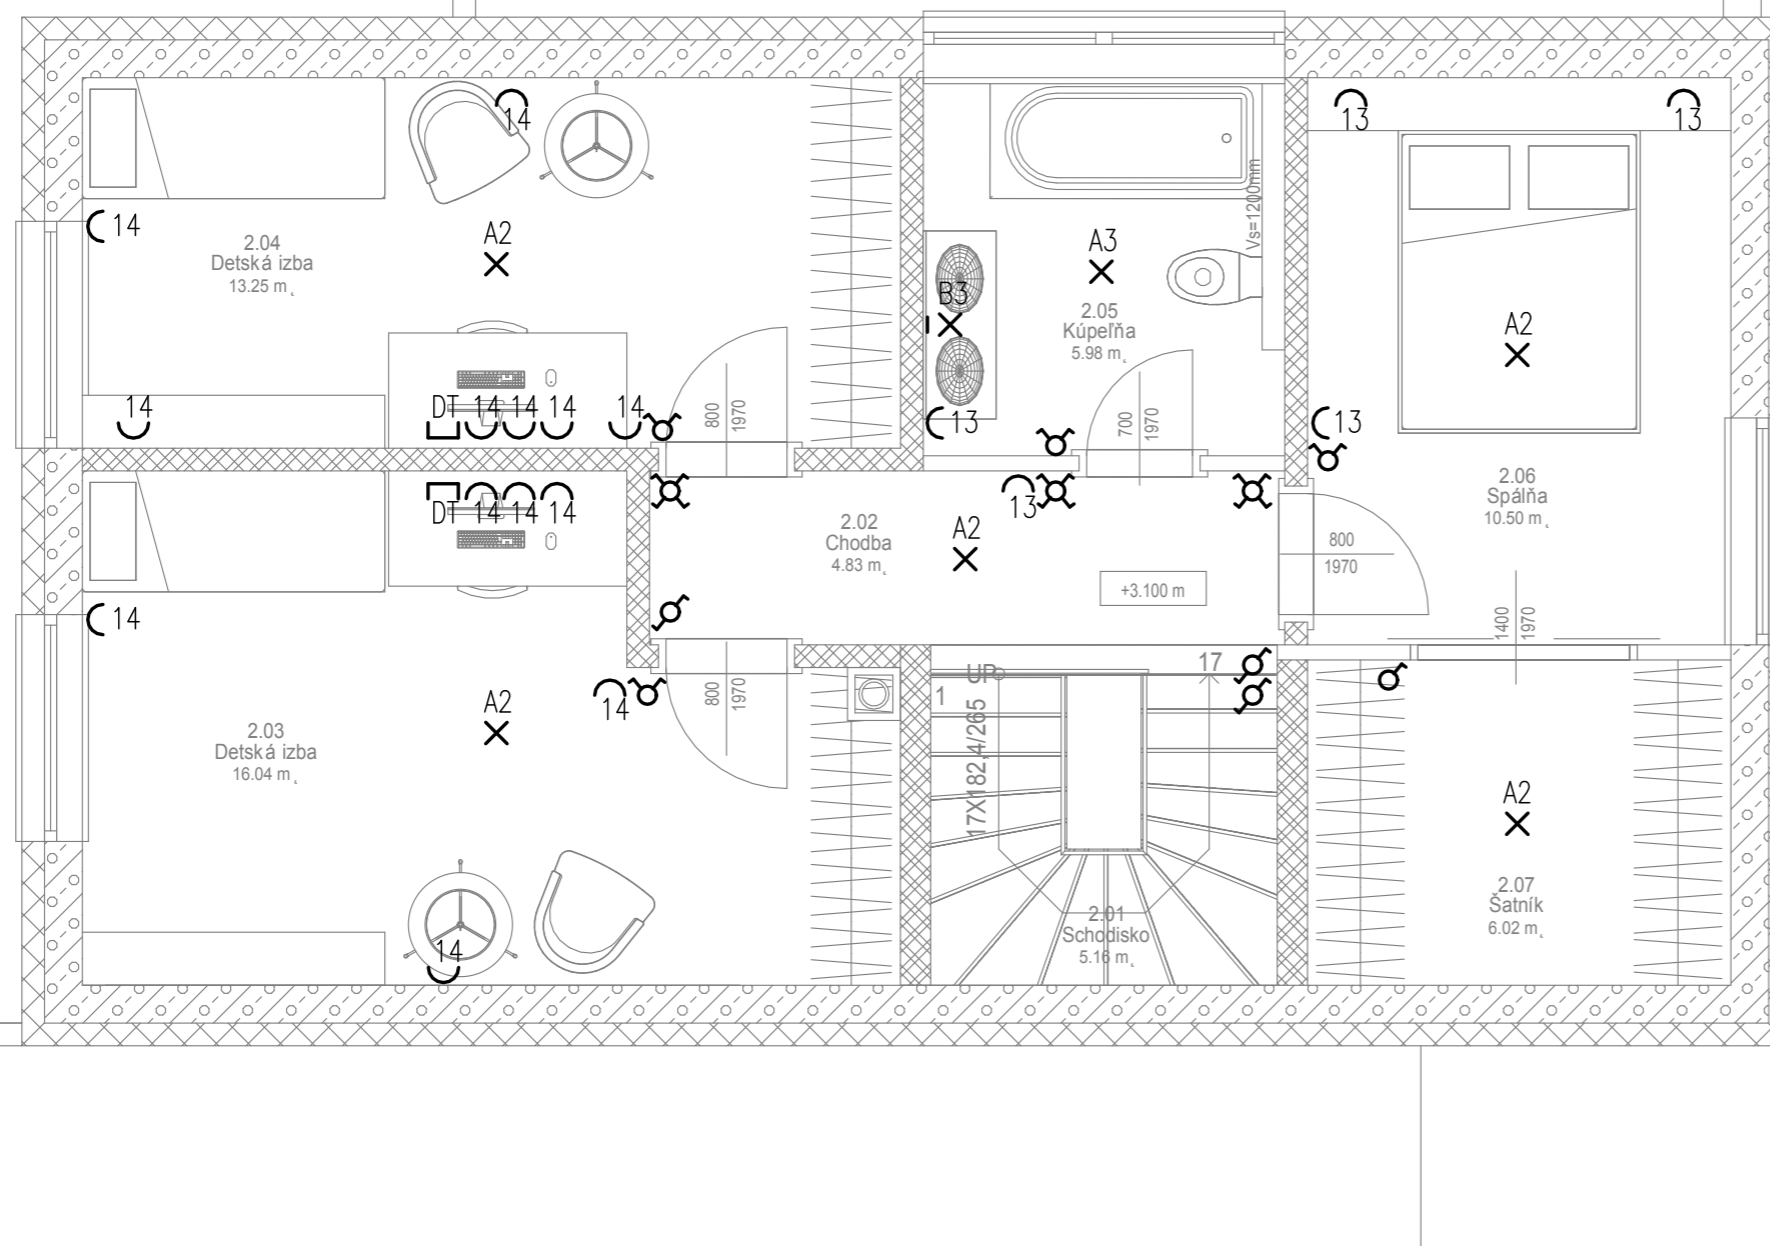 14
13
13
14
A2
2.04
Detská izba
13.25 m
A3
B3
Vs=1200mm
2.05
Kúpeľňa
5.98 m
A2
14
DT
14
14
14
14
800
1970
13
700
1970
13
2.06
Spálňa
10.50 m
DT
14
14
14
13
2.02
Chodba
4.83 m
A2
+3.100 m
800
1970
14
1400
1970
800
1970
A2
14
UP
17
1
17X182,4/265
2.03
Detská izba
16.04 m
A2
2.07
Šatník
6.02 m
2.01
Schodisko
5.16 m
14